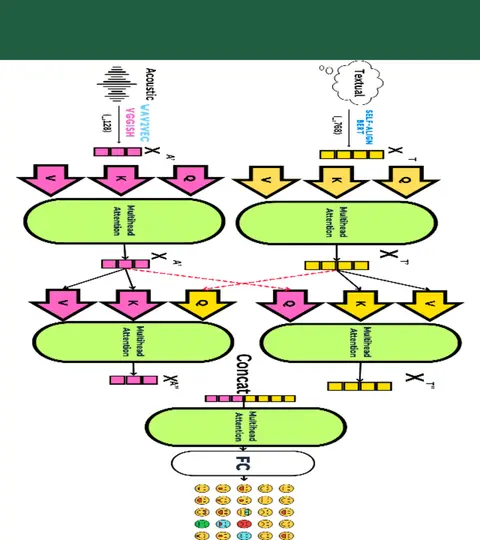 Acoustic
WAV2VEC
VGGISH
(_,128)
X A'
V
K
Q
Multihead
Attention
X A'
V
K
Q
Multihead
Attention
X A"
Textual
SELF-ALIGN
BERT
(_,768)
X T
V
K
Q
Multihead
Attention
X T'
Q
K
V
Multihead
Attention
X T"
Concat
Multihead
Attention
FC